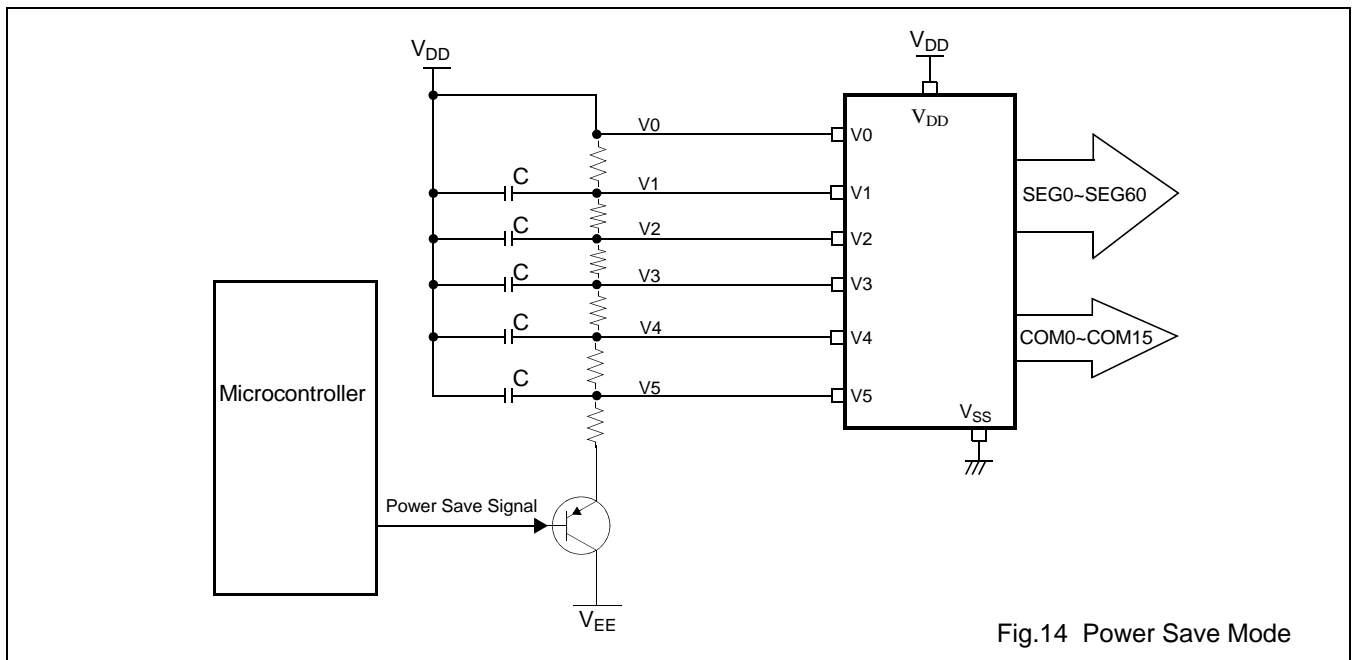 VDD
VDD
VDD
V0
V0
C
V1
V1
SEG0~SEG60
C
V2
V2
C
V3
V3
C
V4
V4
COM0~COM15
C
V5
V5
Microcontroller
VSS
Power Save Signal
VEE
Fig.14 Power Save Mode